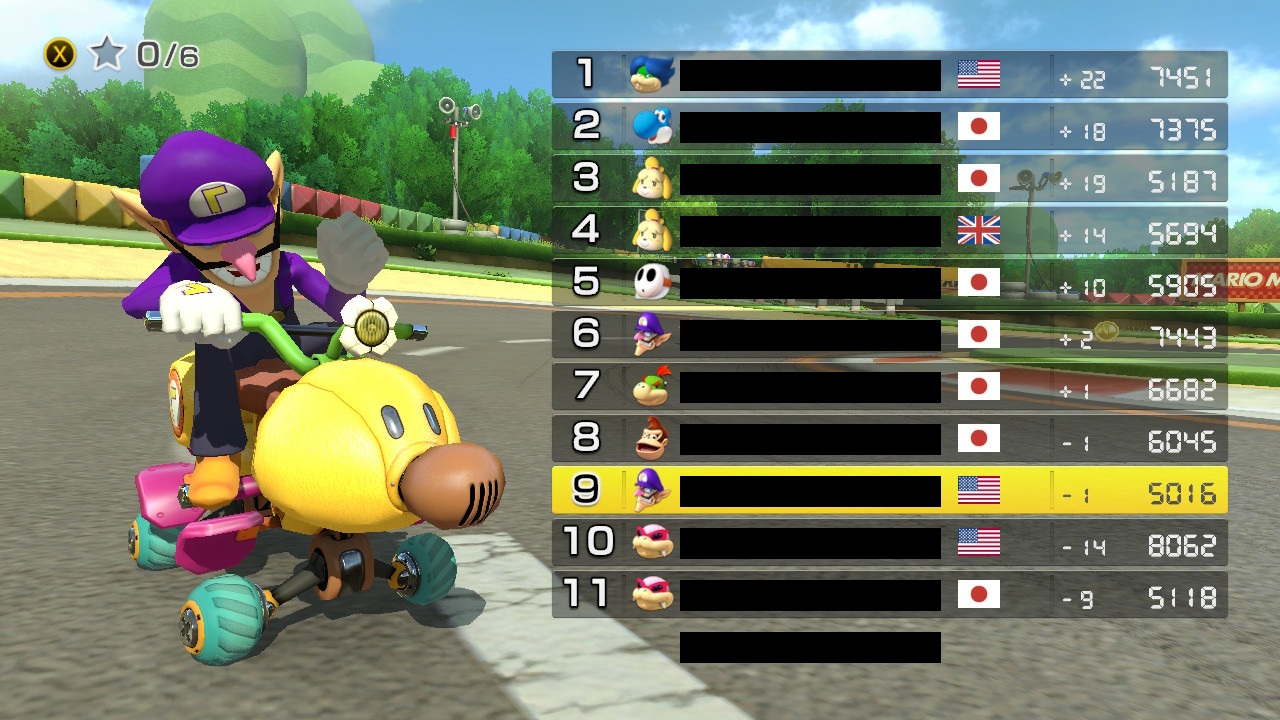 X 0/6
1 + 22 7451
2 + 18 7375
3 + 19 5187
4 + 14 5694
5 + 10 5905
6 + 2 7443
7 + 1 6682
8 - 1 6045
9 - 1 5016
10 - 14 8062
11 - 9 5118
ARIO